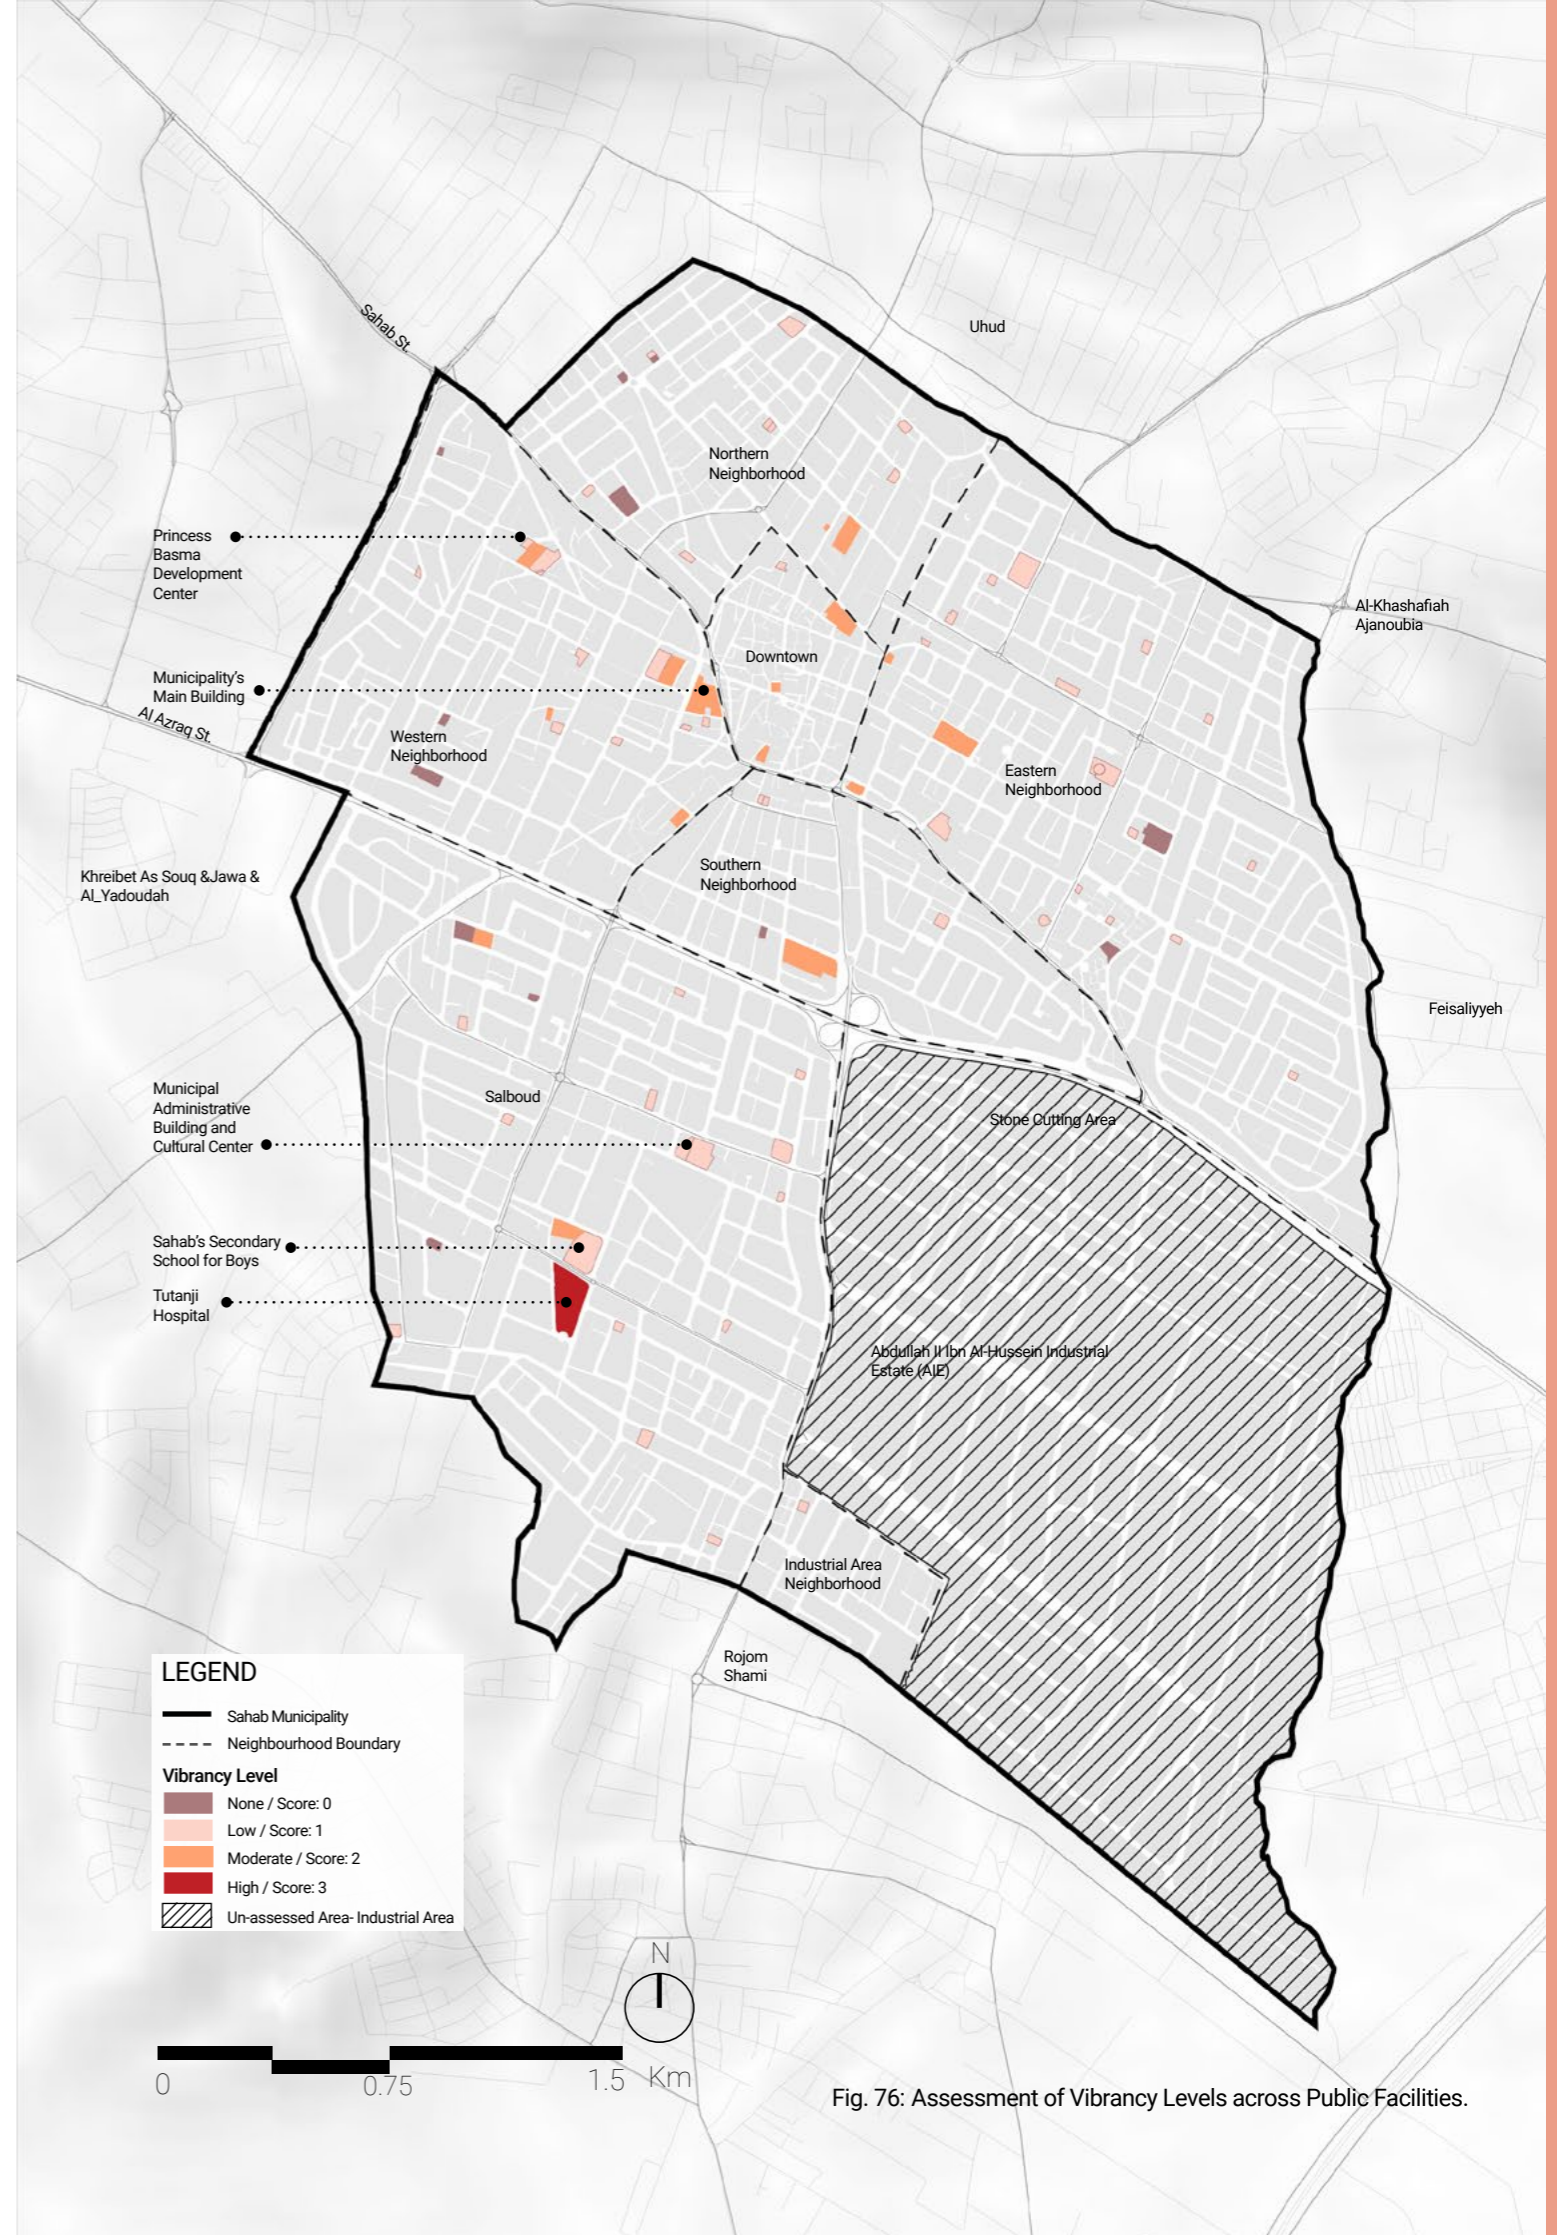 Sahab St.
Uhud
Northern
Neighborhood
Princess
Basma
Development
Center
Al-Khashafiah
Ajanoubia
Downtown
Municipality's
Main Building
Al Azraq St.
Western
Neighborhood
Eastern
Neighborhood
Khreibet As Souq &Jawa &
Al_Yadoudah
Southern
Neighborhood
Feisaliyyeh
Municipal
Administrative
Building and
Cultural Center
Salboud
Stone Cutting Area
Sahab's Secondary
School for Boys
Tutanji
Hospital
Abdullah II Ibn Al-Hussein Industrial
Estate (AIE)
Industrial Area
Neighborhood
Rojom
Shami
LEGEND
Sahab Municipality
Neighbourhood Boundary
Vibrancy Level
None / Score: 0
Low / Score: 1
Moderate / Score: 2
High / Score: 3
Un-assessed Area- Industrial Area
N
0 0.75 1.5 Km
Fig. 76: Assessment of Vibrancy Levels across Public Facilities.